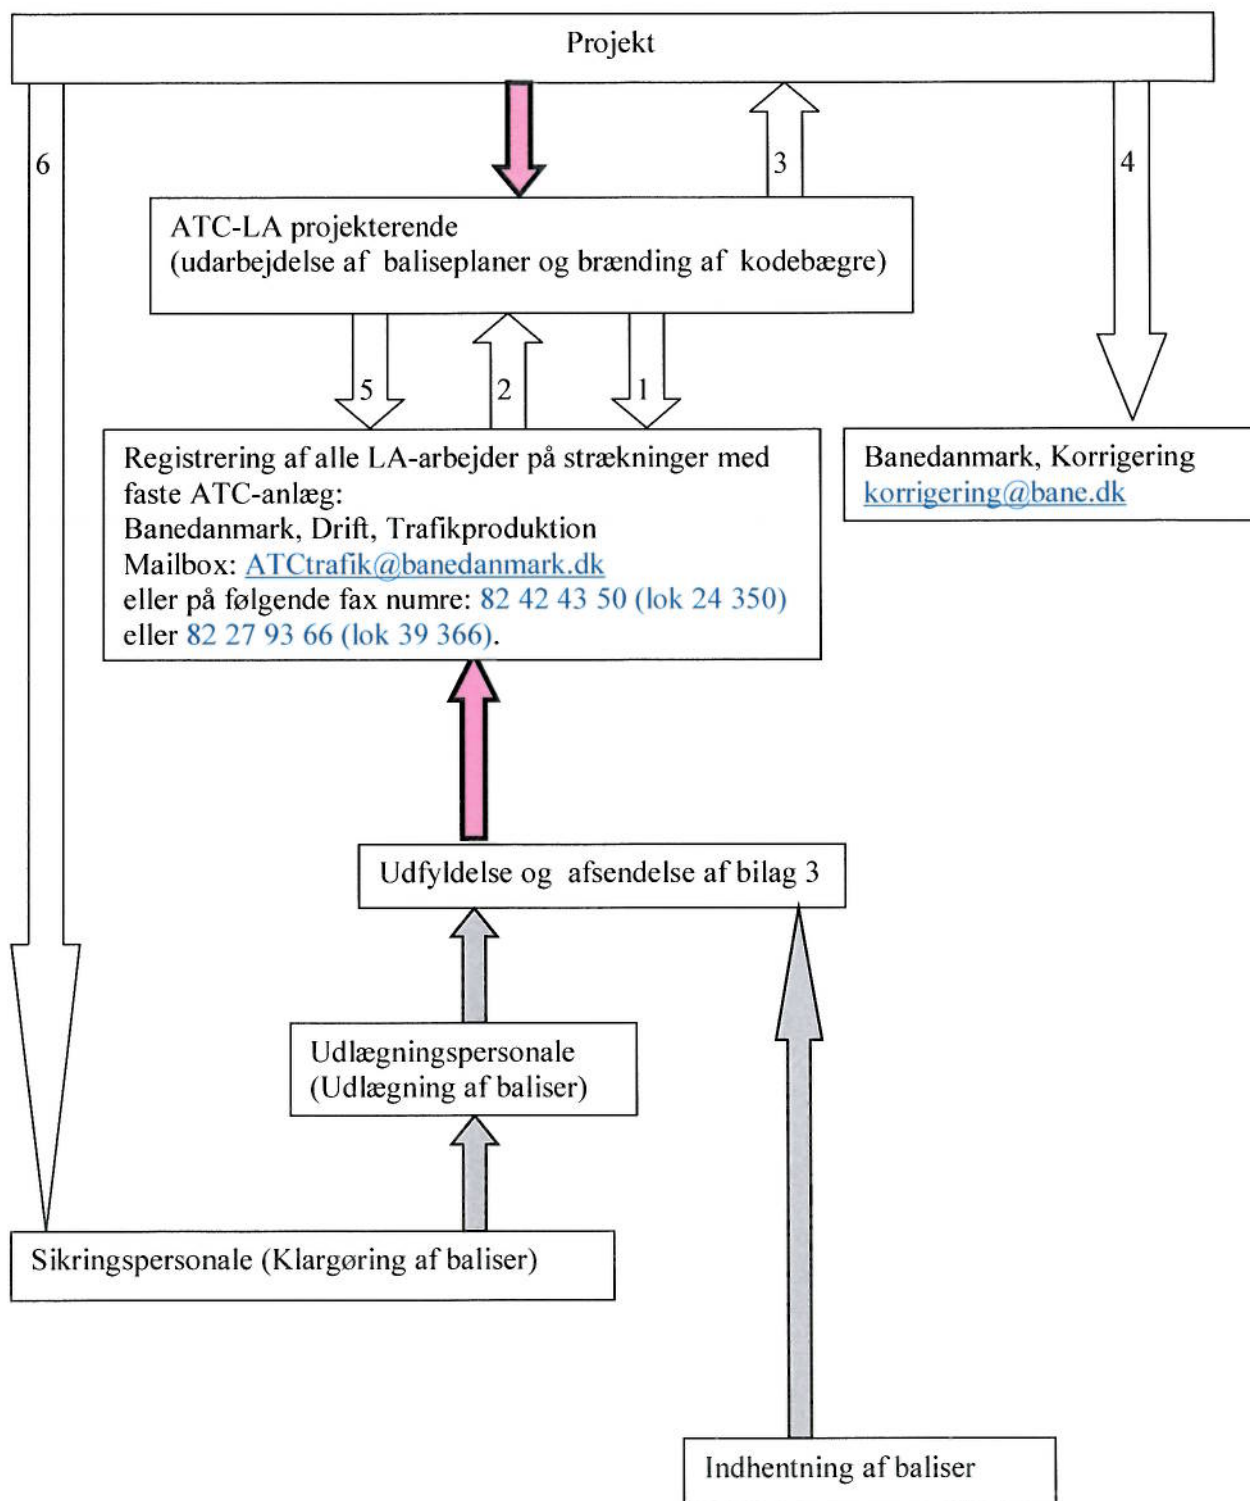 Projekt
6
3
4
ATC-LA projekterende
(udarbejdelse af baliseplaner og brænding af kodebægre)
5
2
1
Registrering af alle LA-arbejder på strækninger med
faste ATC-anlæg:
Banedanmark, Drift, Trafikproduktion
Mailbox: ATCtrafik@banedanmark.dk
eller på følgende fax numre: 82 42 43 50 (lok 24 350)
eller 82 27 93 66 (lok 39 366).
Banedanmark, Korrigering
korrigering@bane.dk
Udfyldelse og afsendelse af bilag 3
Udlægningspersonale
(Udlægning af baliser)
Sikringspersonale (Klargøring af baliser)
Indhentning af baliser